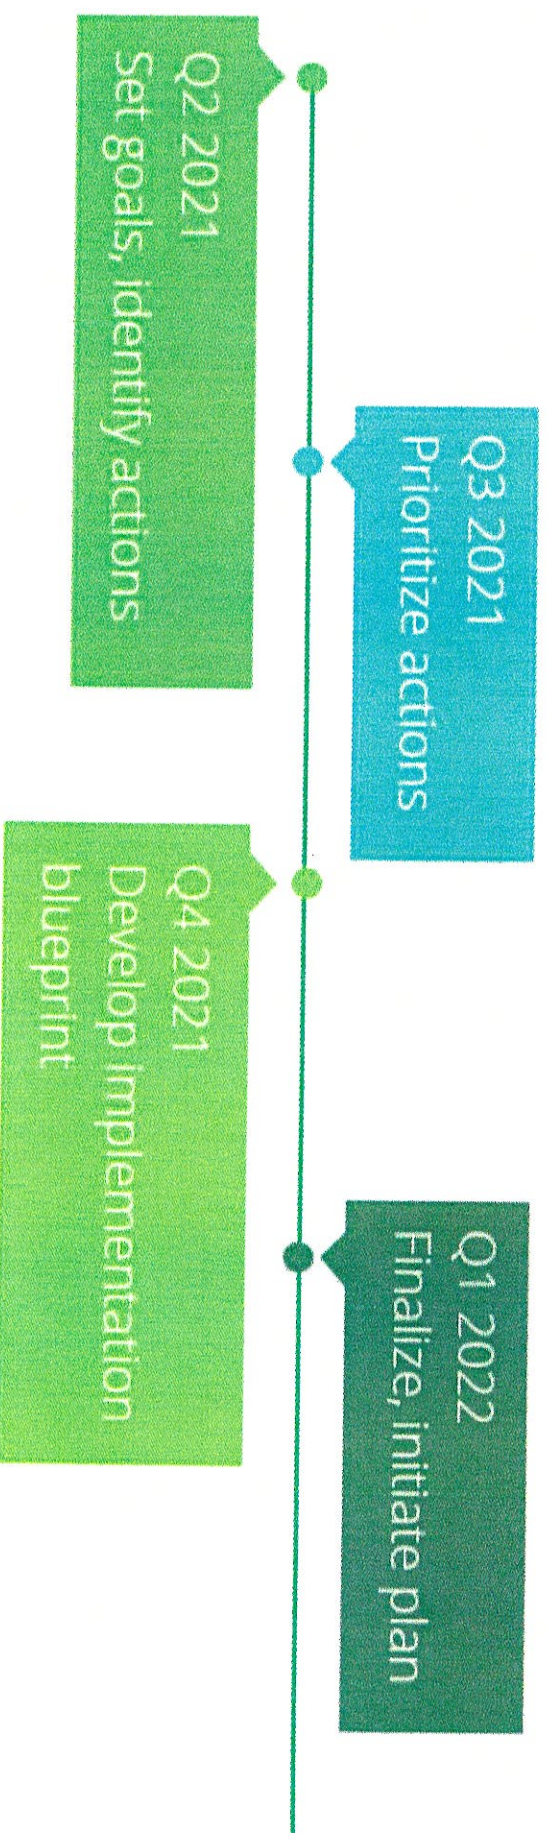 Q2 2021
Set goals, identify actions
Q3 2021
Prioritize actions
Q4 2021
Develop implementation
blueprint
Q1 2022
Finalize, initiate plan